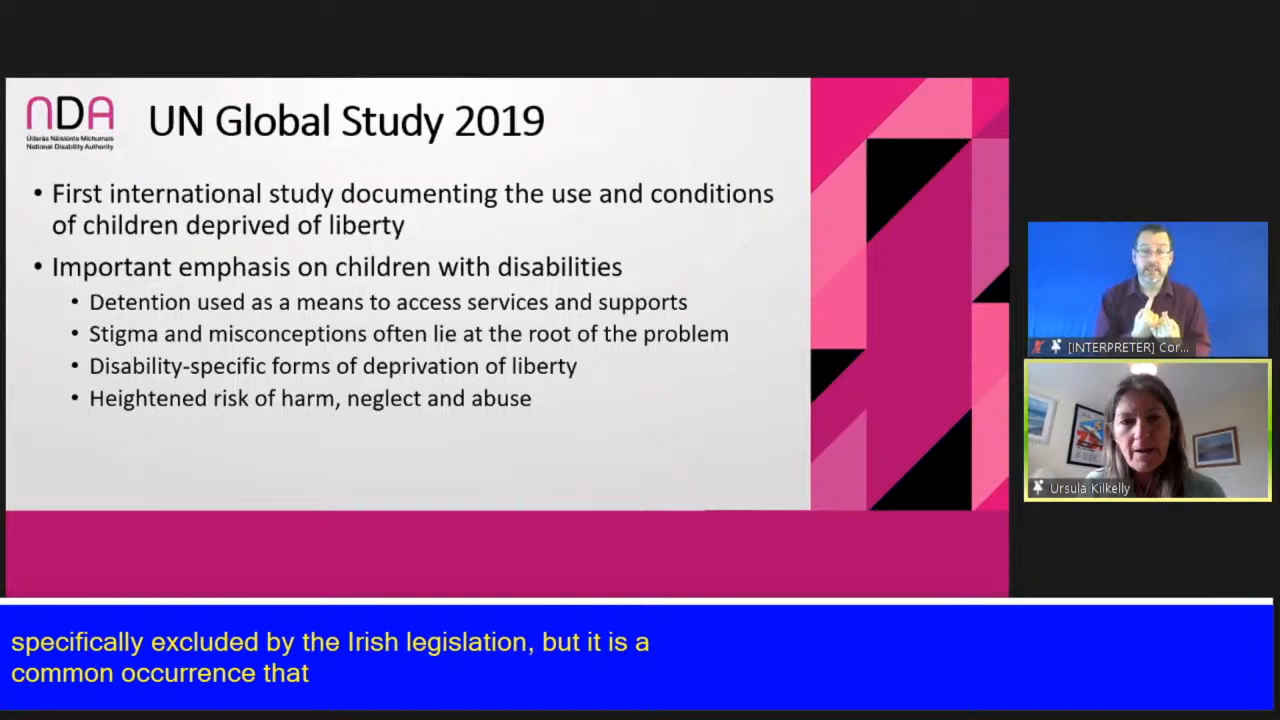 nDA
Údarás Náisiúnta Míchumais
National Disability Authority
UN Global Study 2019
• First international study documenting the use and conditions
of children deprived of liberty
• Important emphasis on children with disabilities
• Detention used as a means to access services and supports
• Stigma and misconceptions often lie at the root of the problem
• Disability-specific forms of deprivation of liberty
• Heightened risk of harm, neglect and abuse
[INTERPRETER] Cor...
Ursula Kilkelly
specifically excluded by the Irish legislation, but it is a
common occurrence that